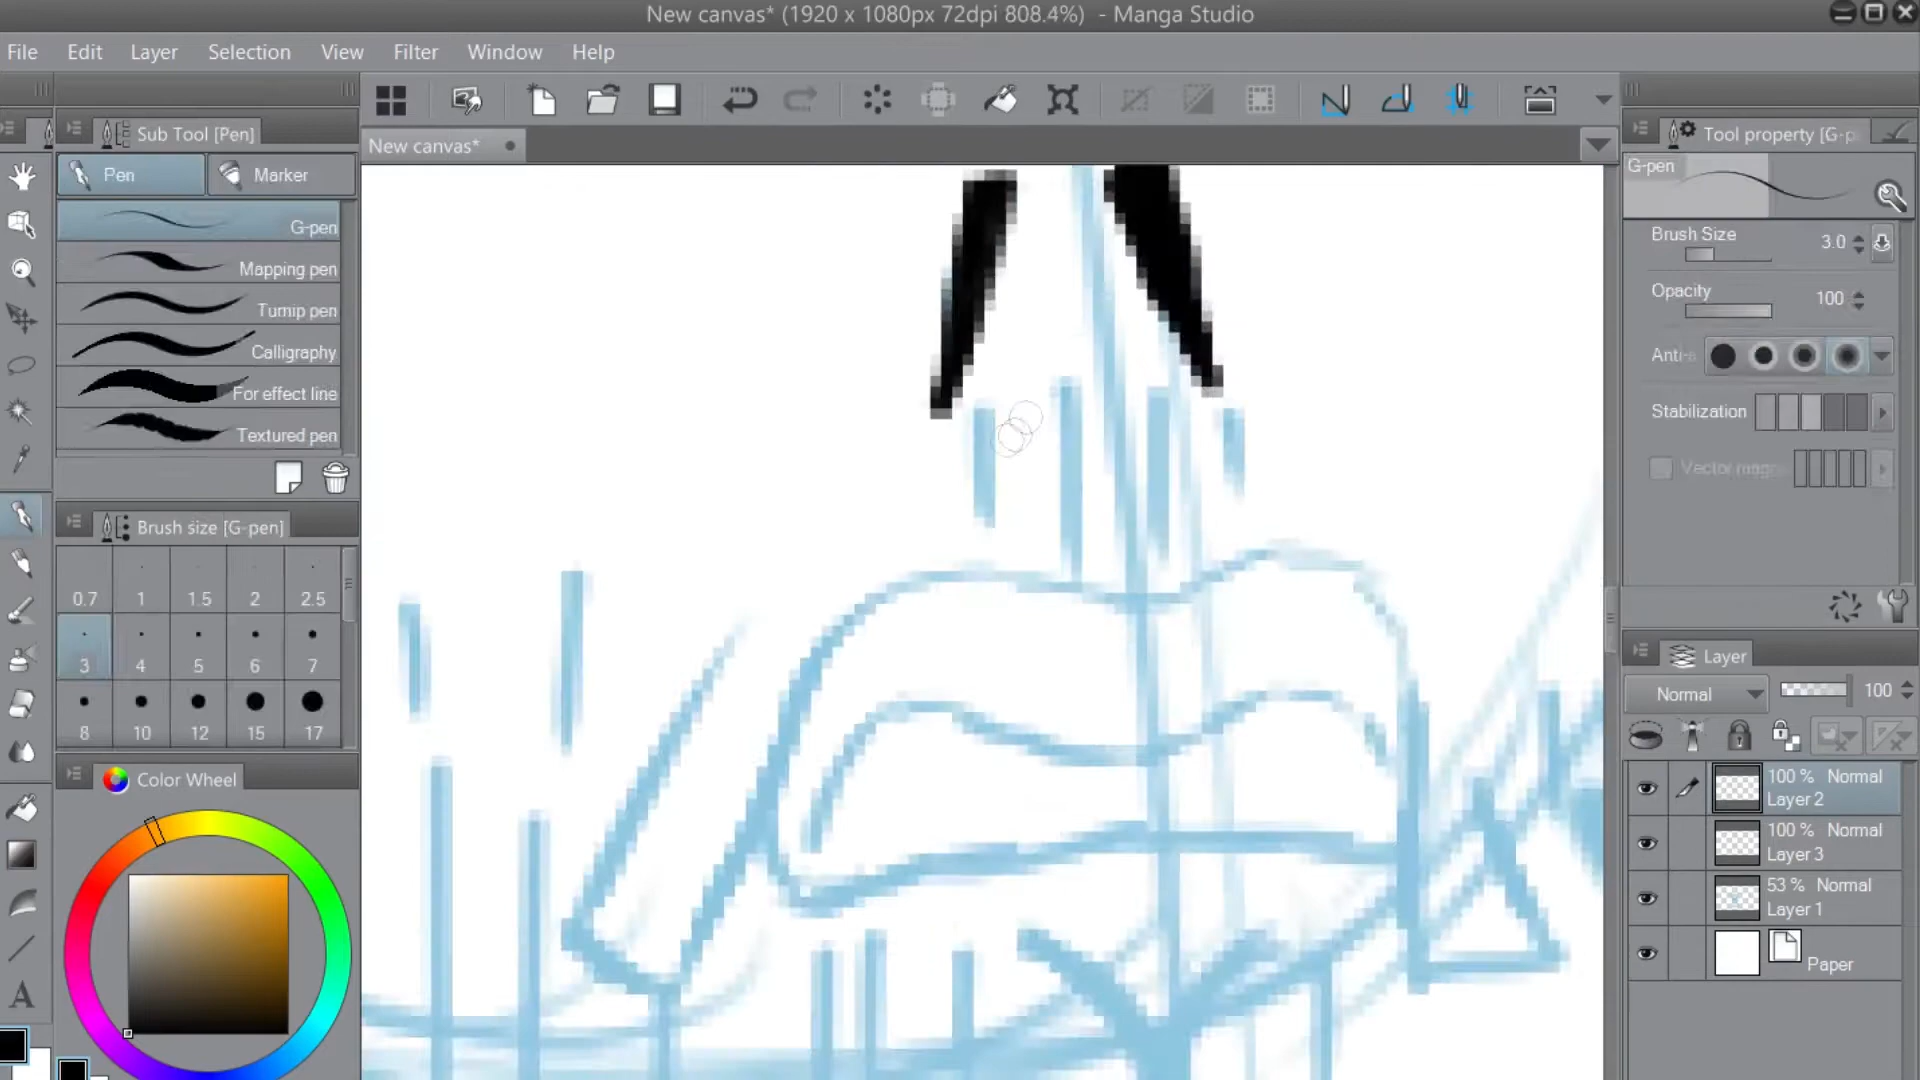 New canvas* (1920 x 1080px 72dpi 808.4%) - Manga Studio
File Edit Layer Selection View Filter Window Help
New canvas*
Sub Tool [Pen]
Pen
Marker
G-pen
Mapping pen
Turnip pen
Calligraphy
For effect line
Textured pen
Brush size [G-pen]
0.7 1 1.5 2 2.5
3 4 5 6 7
8 10 12 15 17
Color Wheel
A
Tool property [G-p
G-pen
Brush Size 3.0
Opacity 100
Anti-a
Stabilization
Vector magn
Layer
Normal 100
100 % Normal
Layer 2
100 % Normal
Layer 3
53 % Normal
Layer 1
Paper